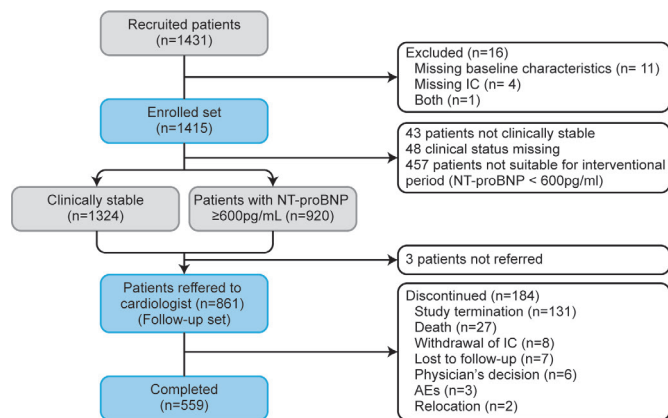 Recruited patients
(n=1431)
Excluded (n=16)
Missing baseline characteristics (n= 11)
Missing IC (n= 4)
Both (n=1)
Enrolled set
(n=1415)
43 patients not clinically stable
48 clinical status missing
457 patients not suitable for interventional
period (NT-proBNP < 600pg/ml)
Clinically stable
(n=1324)
Patients with NT-proBNP
≥600pg/mL (n=920)
3 patients not referred
Patients reffered to
cardiologist (n=861)
(Follow-up set)
Discontinued (n=184)
Study termination (n=131)
Death (n=27)
Withdrawal of IC (n=8)
Lost to follow-up (n=7)
Physician's decision (n=6)
AEs (n=3)
Relocation (n=2)
Completed
(n=559)